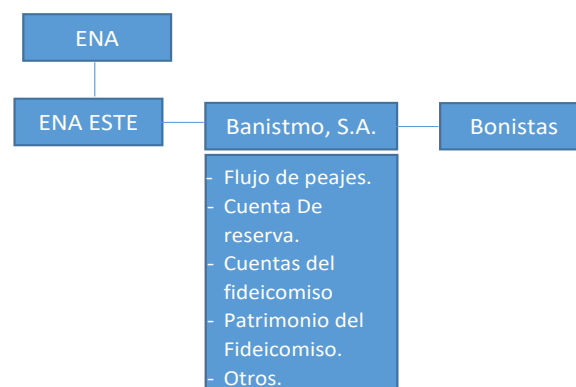 ENA
ENA ESTE
Banistmo, S.A.
Bonistas
- Flujo de peajes.
- Cuenta De
reserva.
- Cuentas del
fideicomiso
- Patrimonio del
Fideicomiso.
- Otros.